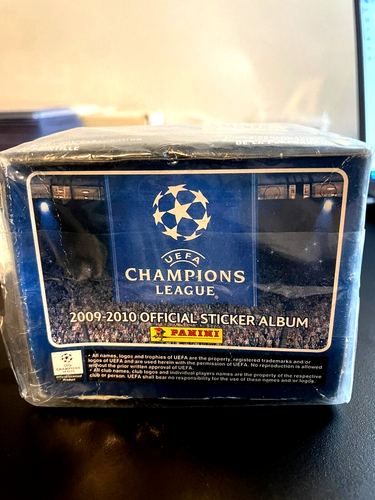 UEFA
CHAMPIONS
LEAGUE
2009-2010 OFFICIAL STICKER ALBUM
PANINI
• All names, logos and trophies of UEFA are the property, registered trademarks and/or
logos of UEFA and are used herein with the permission of UEFA. No reproduction is allowed
without the prior written approval of UEFA.
• All club names, club logos and individual players names are the property of the respective
club or person. UEFA shall bear no responsibility for the use of these names and/or logos.